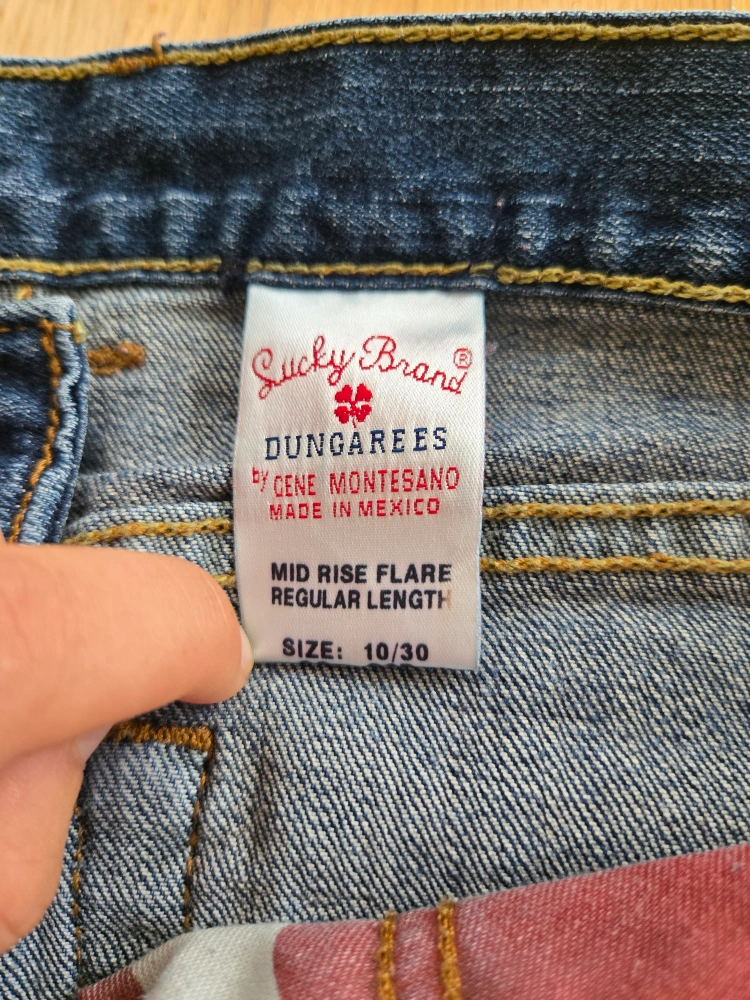 Lucky Brand®
DUNGAREES
by GENE MONTESANO
MADE IN MEXICO
MID RISE FLARE
REGULAR LENGTH
SIZE: 10/30